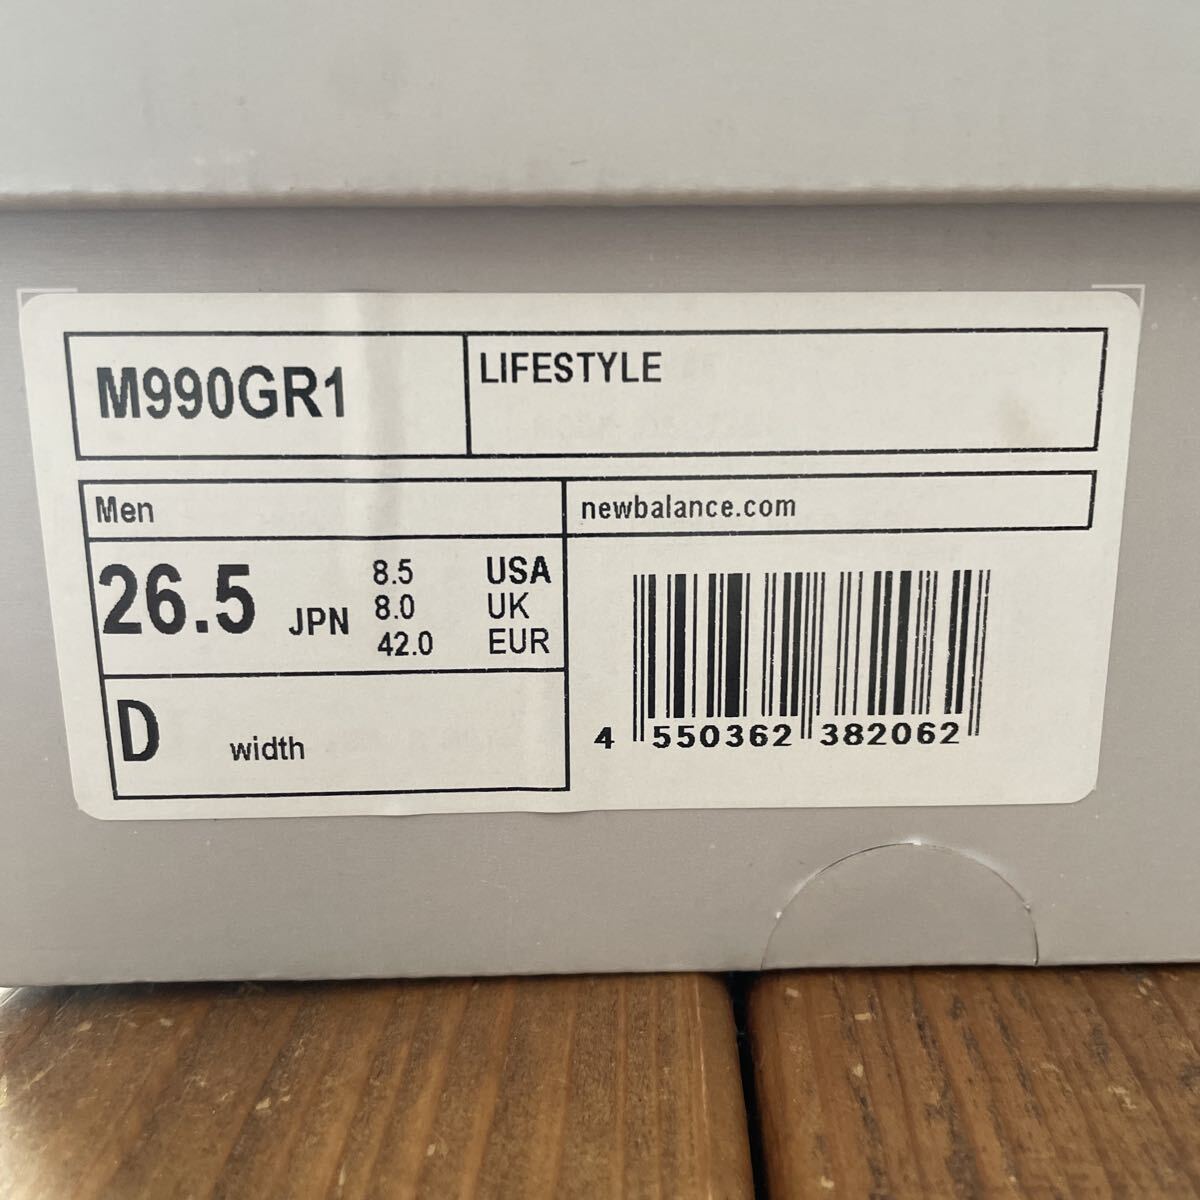 M990GR1
LIFESTYLE
Men
newbalance.com
26.5 JPN
8.5 USA
8.0 UK
42.0 EUR
D width
4 550362 382062